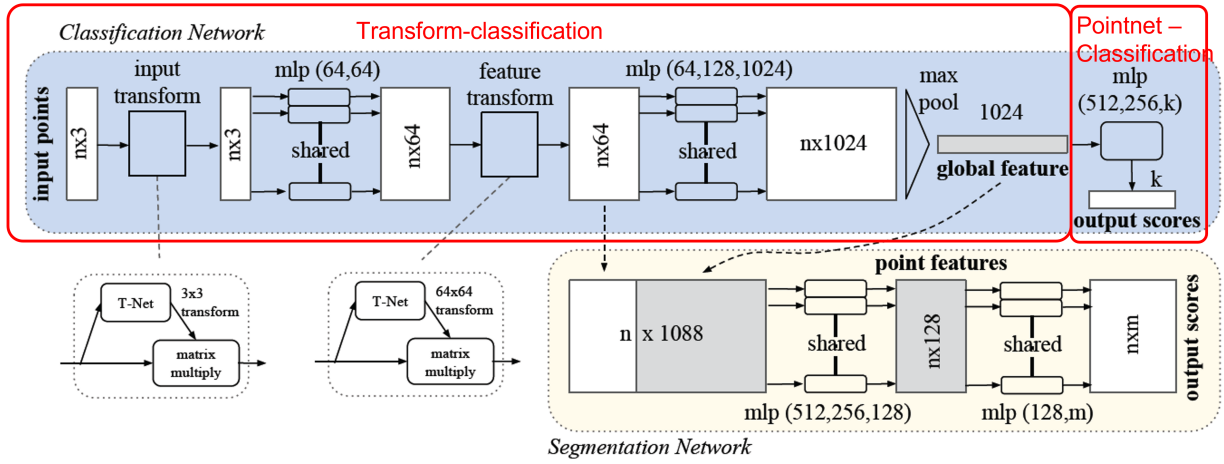 Classification Network
Transform-classification
Pointnet –
Classification
input points
nx3
input
transform
nx3
mlp (64,64)
shared
nx64
feature
transform
nx64
mlp (64,128,1024)
shared
nx1024
max
pool
1024
global feature
mlp
(512,256,k)
k
output scores
T-Net
3x3
transform
matrix
multiply
T-Net
64x64
transform
matrix
multiply
point features
n x 1088
shared
mlp (512,256,128)
nx128
shared
mlp (128,m)
nxm
output scores
Segmentation Network